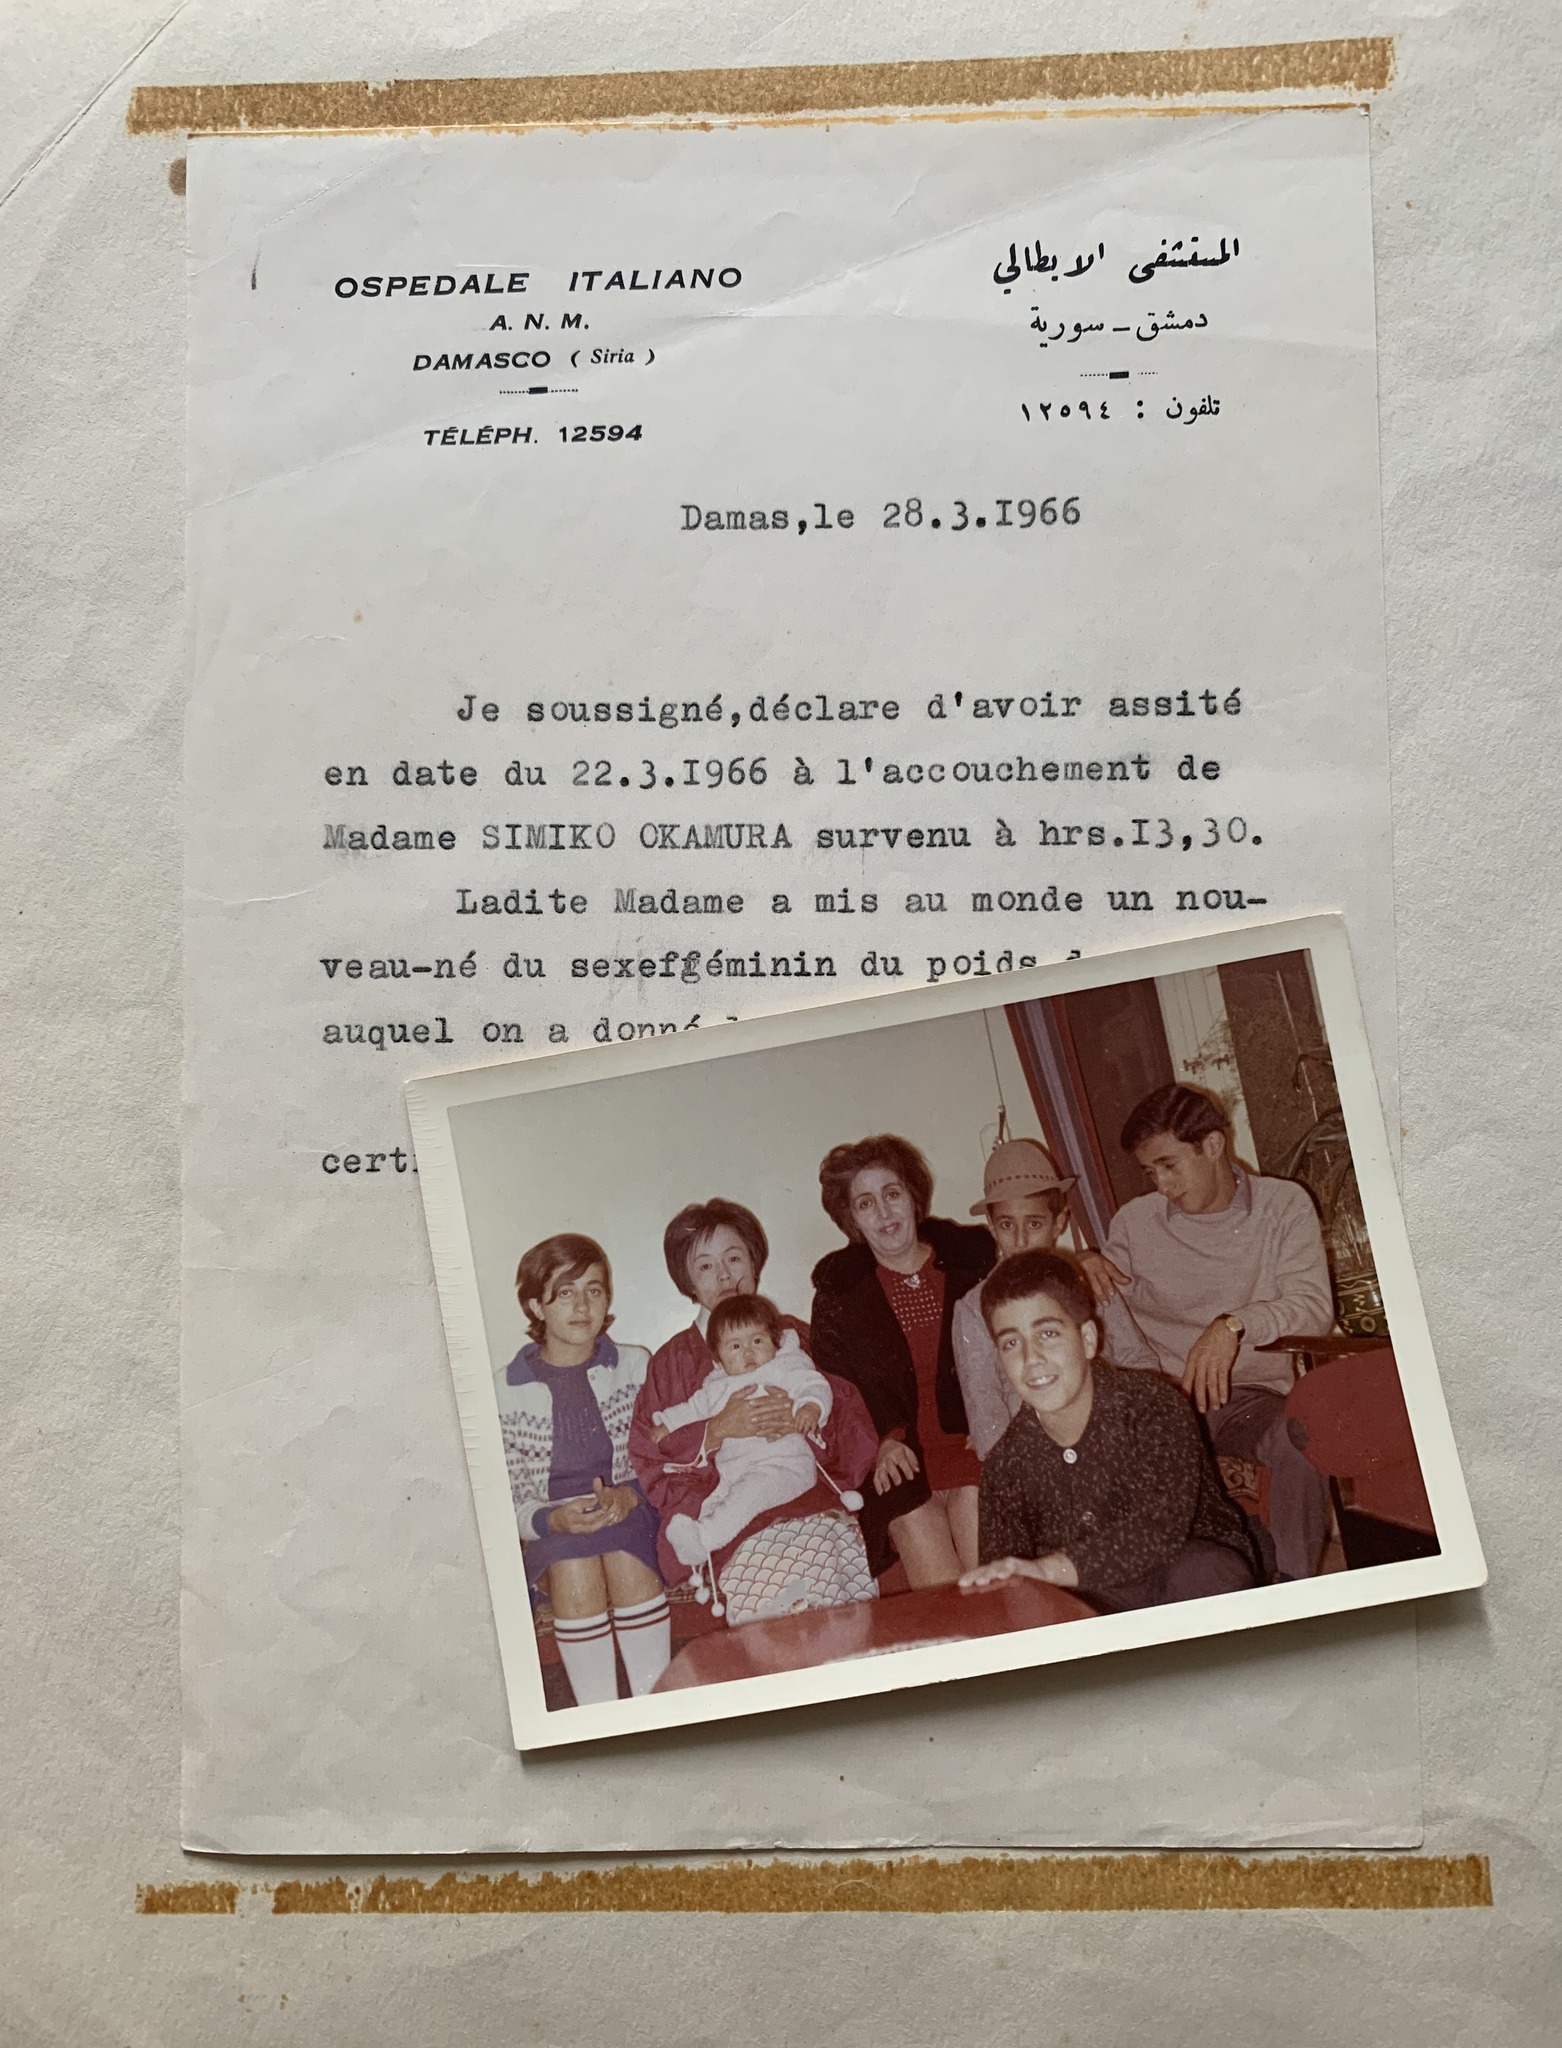 OSPEDALE ITALIANO
A. N. M.
DAMASCO ( Siria )
TÉLÉPH. 12594
المستشفى الايطالي
دمشق - سورية
تلفون : ١٢٥٩٤
Damas,le 28.3.I966
Je soussigné,déclare d'avoir assité
en date du 22.3.I966 à l'accouchement de
Madame SIMIKO OKAMURA survenu à hrs.I3,30.
Ladite Madame a mis au monde un nou-
veau-né du sexeffféminin du poids
auquel on a donné